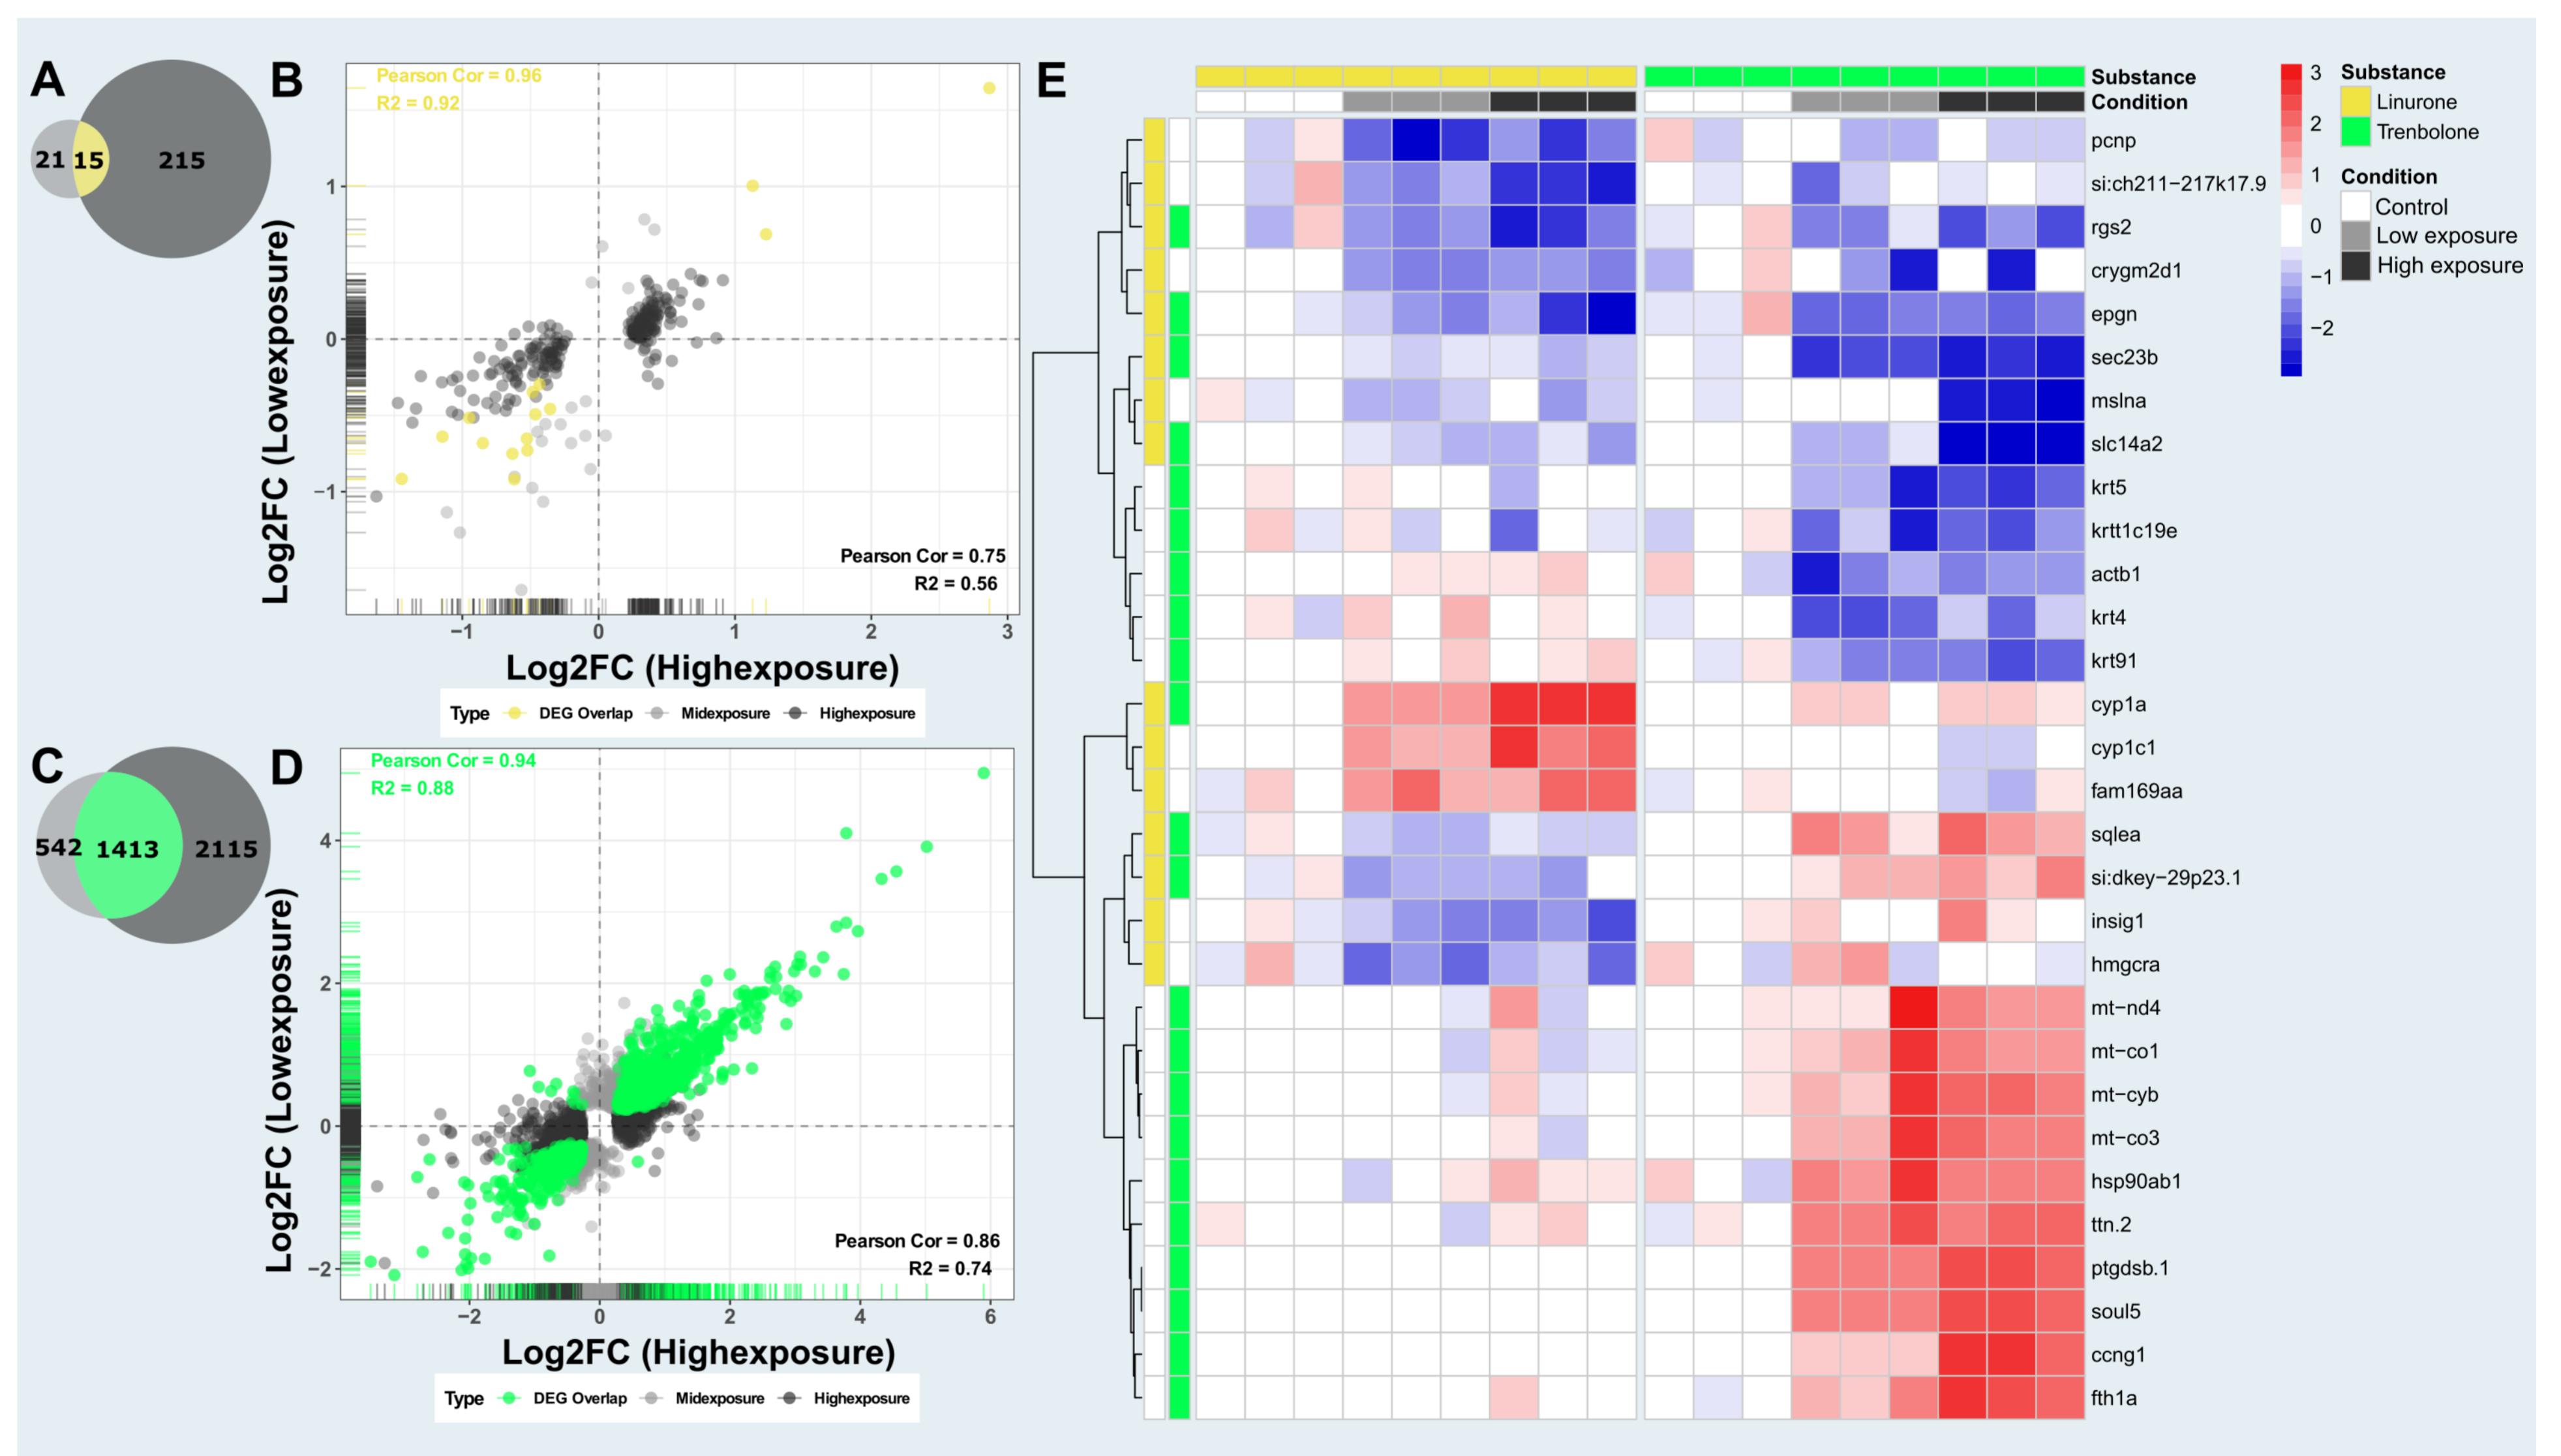 A
21 15 215
B
Pearson Cor = 0.96
R2 = 0.92
Pearson Cor = 0.75
R2 = 0.56
Log2FC (Lowexposure)
1
0
−1
−1 0 1 2 3
Log2FC (Highexposure)
Type DEG Overlap Midexposure Highexposure
C
542 1413 2115
D
Pearson Cor = 0.94
R2 = 0.88
Pearson Cor = 0.86
R2 = 0.74
Log2FC (Lowexposure)
4
2
0
−2
−2 0 2 4 6
Log2FC (Highexposure)
Type DEG Overlap Midexposure Highexposure
E
Substance
Condition
pcnp
si:ch211−217k17.9
rgs2
crygm2d1
epgn
sec23b
mslna
slc14a2
krt5
krtt1c19e
actb1
krt4
krt91
cyp1a
cyp1c1
fam169aa
sqlea
si:dkey−29p23.1
insig1
hmgcra
mt−nd4
mt−co1
mt−cyb
mt−co3
hsp90ab1
ttn.2
ptgdsb.1
soul5
ccng1
fth1a
3
2
1
0
−1
−2
Substance
Linurone
Trenbolone
Condition
Control
Low exposure
High exposure